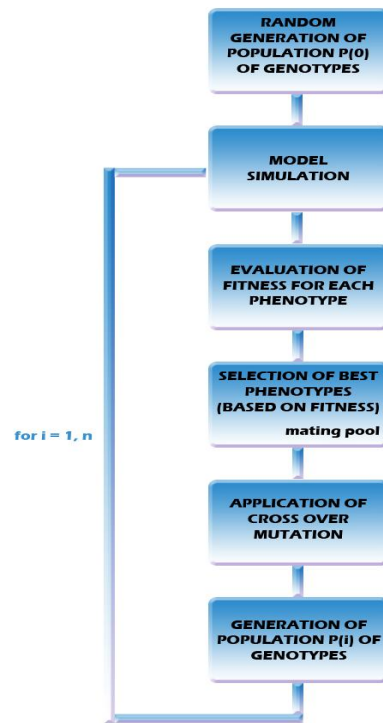 RANDOM
GENERATION OF
POPULATION P(0)
OF GENOTYPES
MODEL
SIMULATION
EVALUATION OF
FITNESS FOR EACH
PHENOTYPE
SELECTION OF BEST
PHENOTYPES
(BASED ON FITNESS)
mating pool
for i = 1, n
APPLICATION OF
CROSS OVER
MUTATION
GENERATION OF
POPULATION P(i) OF
GENOTYPES